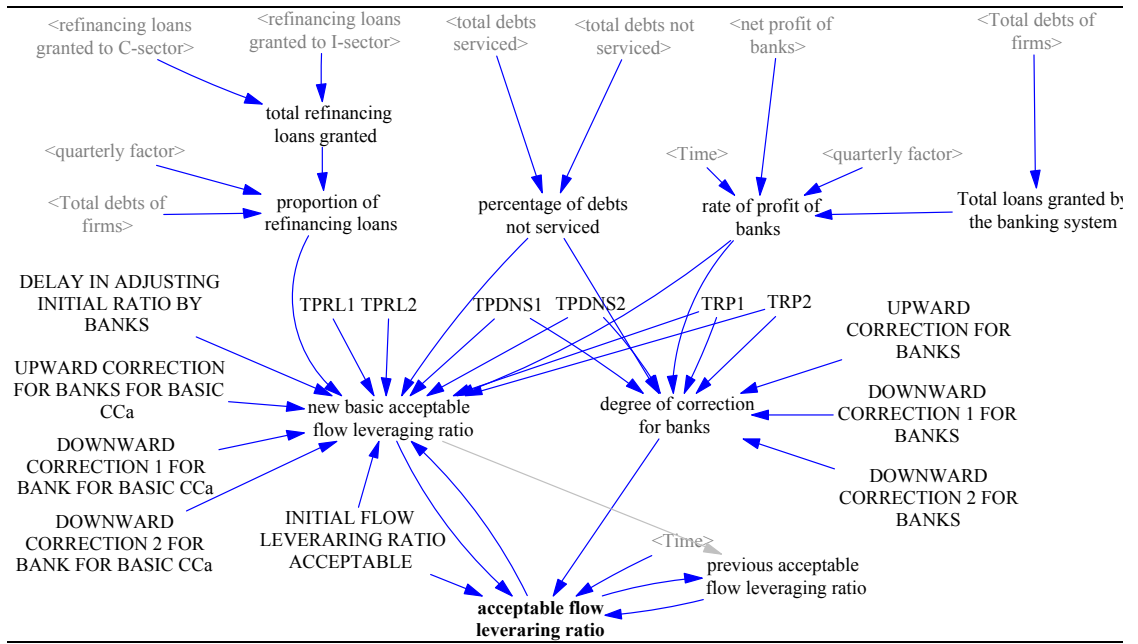 <refinancing loans
granted to C-sector>
<refinancing loans
granted to I-sector>
<total debts
serviced>
<total debts not
serviced>
<net profit of
banks>
<Total debts of
firms>
total refinancing
loans granted
<quarterly factor>
<Time>
<quarterly factor>
<Total debts of
firms>
proportion of
refinancing loans
percentage of debts
not serviced
rate of profit of
banks
Total loans granted by
the banking system
DELAY IN ADJUSTING
INITIAL RATIO BY
BANKS
TPRL1 TPRL2
TPDNS1
TPDNS2
TRP1
TRP2
UPWARD
CORRECTION FOR
BANKS
UPWARD CORRECTION
FOR BANKS FOR BASIC
CCa
new basic acceptable
flow leveraging ratio
degree of correction
for banks
DOWNWARD
CORRECTION 1 FOR
BANKS
DOWNWARD
CORRECTION 1 FOR
BANK FOR BASIC CCa
DOWNWARD
CORRECTION 2 FOR
BANKS
DOWNWARD
CORRECTION 2 FOR
BANK FOR BASIC CCa
INITIAL FLOW
LEVERARING RATIO
ACCEPTABLE
<Time>
previous acceptable
flow leveraging ratio
acceptable flow
leveraring ratio